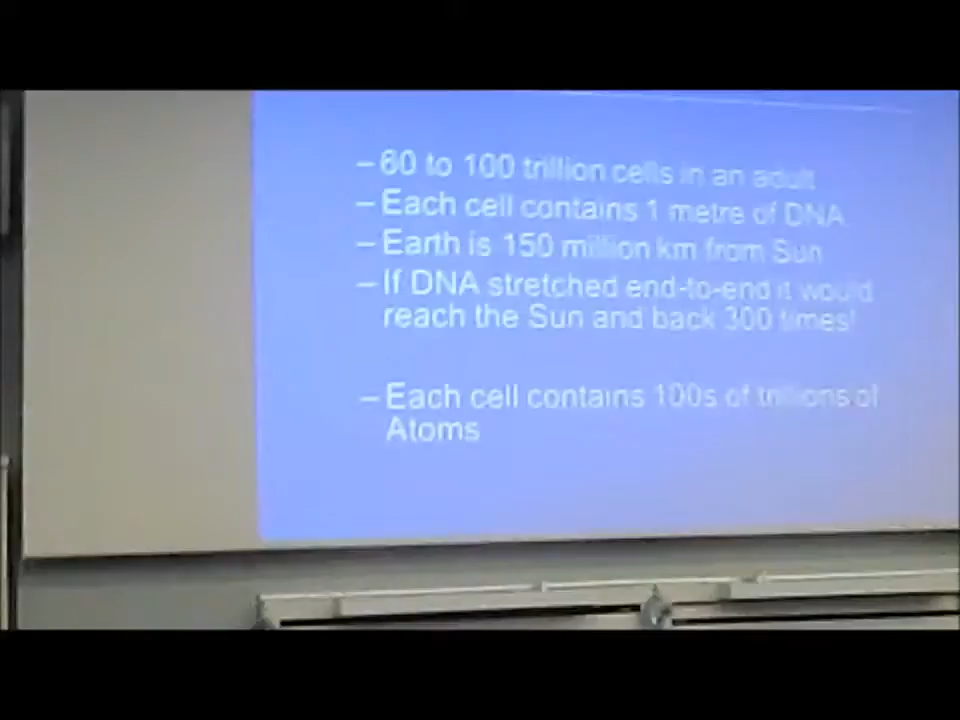 –60 to 100 trillion cells in an adult
–Each cell contains 1 metre of DNA
–Earth is 150 million km from Sun
–If DNA stretched end-to-end it would
reach the Sun and back 300 times!
–Each cell contains 100s of trillions of
Atoms